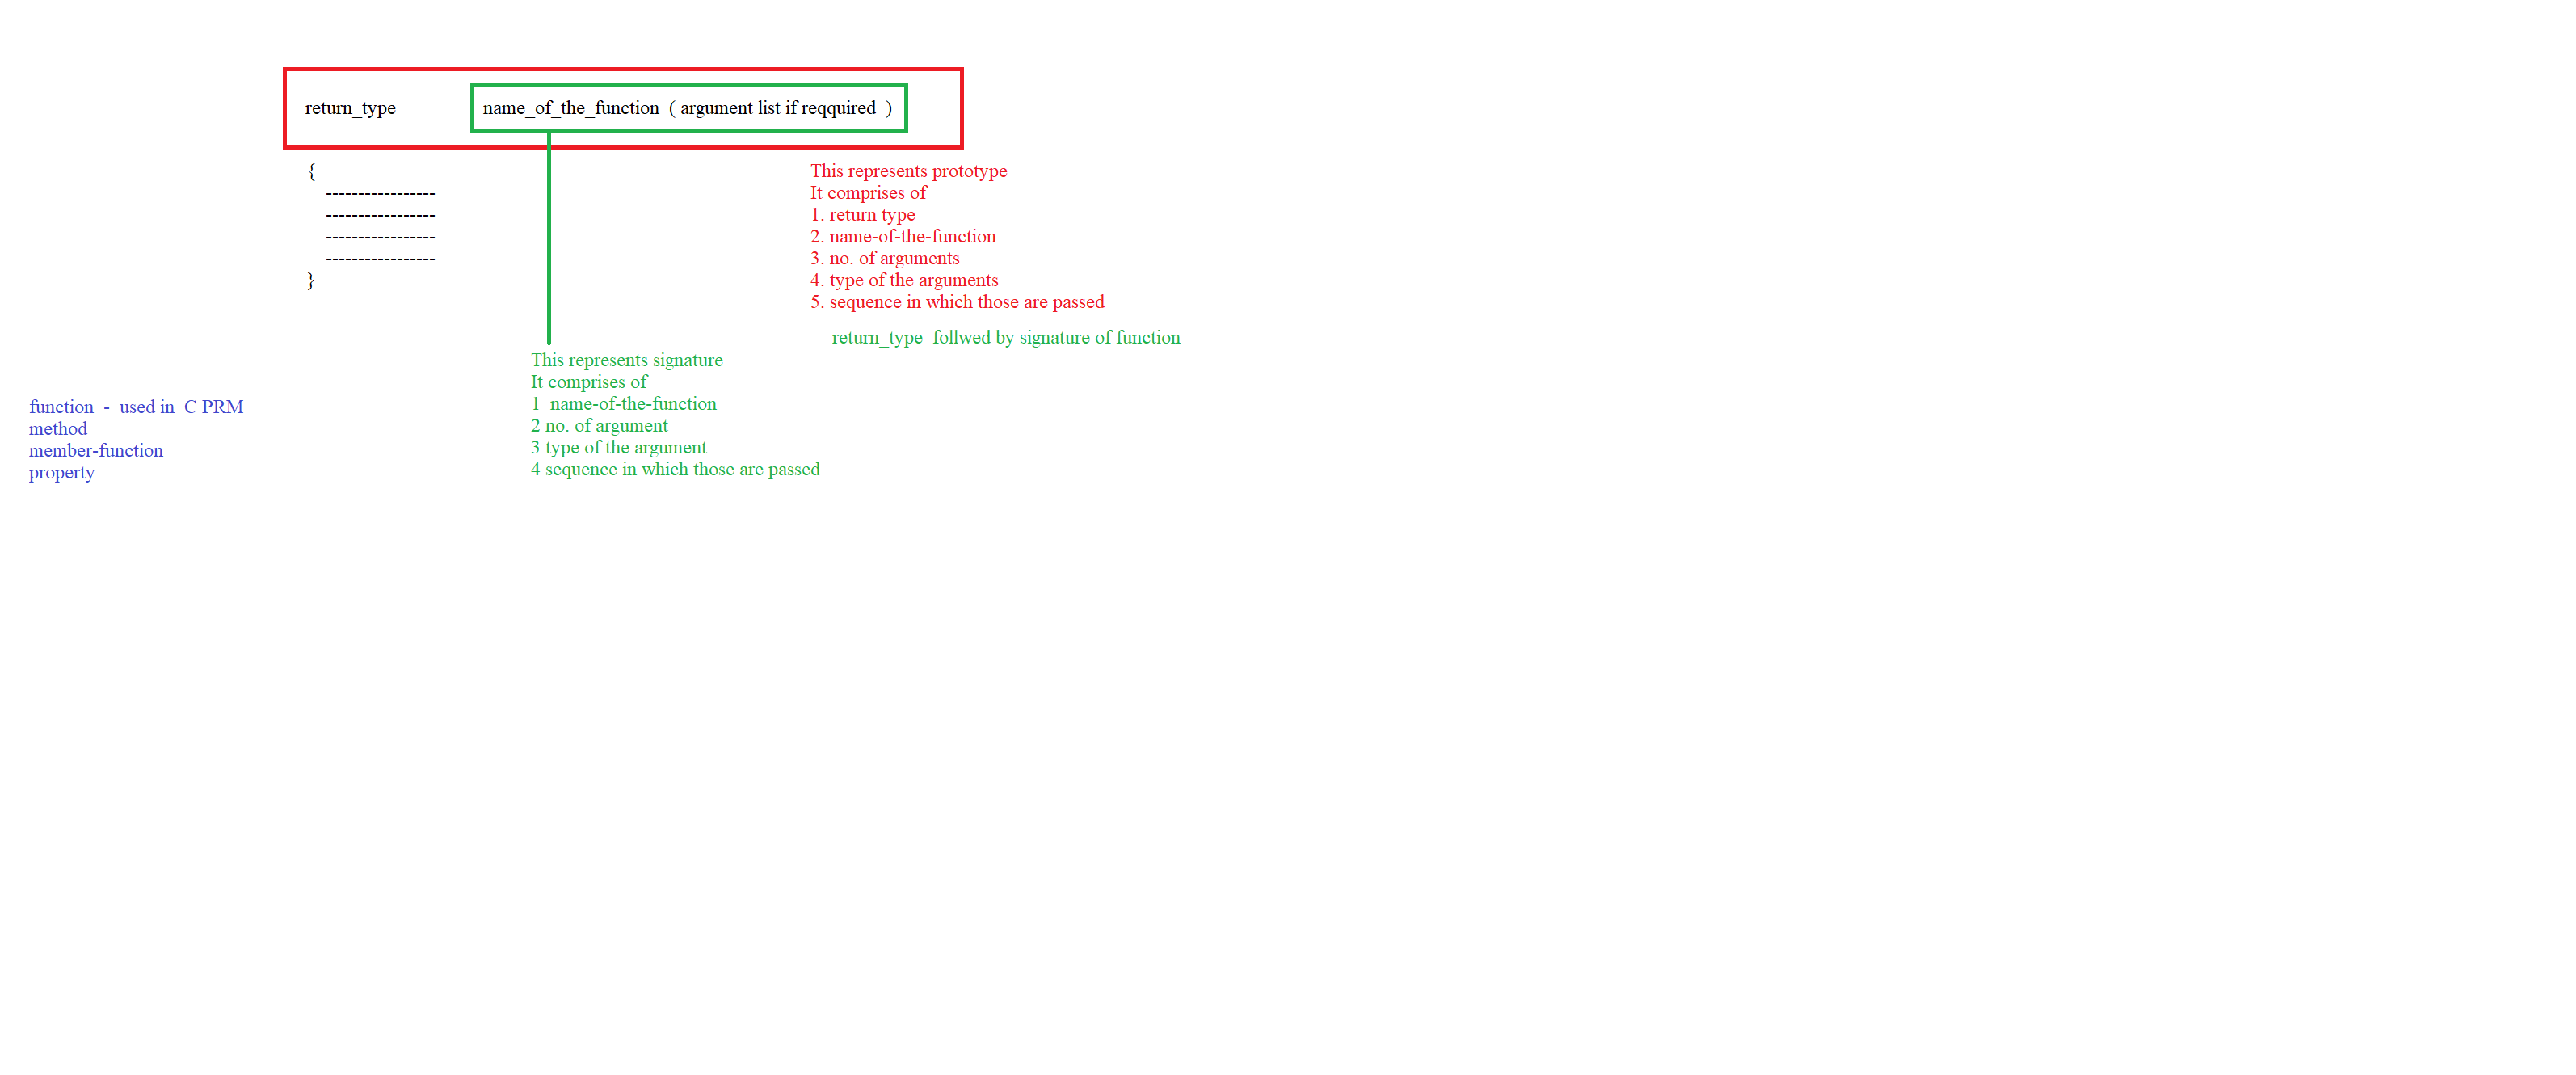 return_type name_of_the_function ( argument list if reqquired )
{
-----------------
-----------------
-----------------
-----------------
}
This represents prototype
It comprises of
1. return type
2. name-of-the-function
3. no. of arguments
4. type of the arguments
5. sequence in which those are passed
return_type follwed by signature of function
This represents signature
It comprises of
1 name-of-the-function
2 no. of argument
3 type of the argument
4 sequence in which those are passed
function - used in C PRM
method
member-function
property